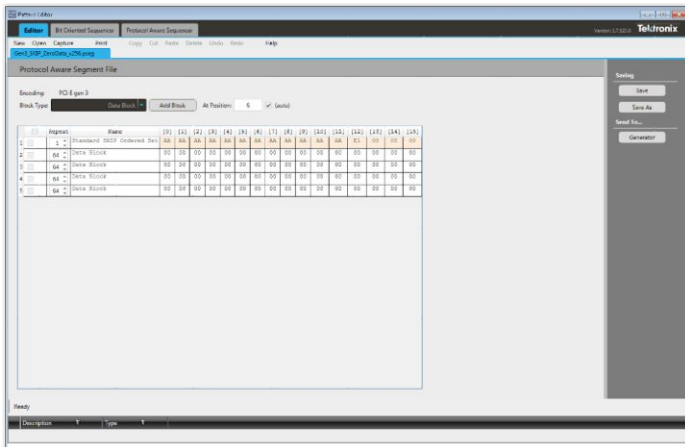 Pattern Editor
Editor Bit Oriented Sequencer Protocol Aware Sequencer
Tektronix
New Open Capture Print Copy Cut Paste Delete Undo Redo Help
Gen3_SKIP_ZeroData_x256.pseg
Protocol Aware Segment File
Encoding: PCI-E gen 3
Block Type: Data Block Add Block At Position: 6 (auto)
Repeat Name [0] [1] [2] [3] [4] [5] [6] [7] [8] [9] [10] [11] [12] [13] [14] [15]
1 1 Standard SKIP Ordered Set AA AA AA AA AA AA AA AA AA AA AA AA E1 00 00 00
2 64 Data Block 00 00 00 00 00 00 00 00 00 00 00 00 00 00 00 00
3 64 Data Block 00 00 00 00 00 00 00 00 00 00 00 00 00 00 00 00
4 64 Data Block 00 00 00 00 00 00 00 00 00 00 00 00 00 00 00 00
5 64 Data Block 00 00 00 00 00 00 00 00 00 00 00 00 00 00 00 00
Saving
Save
Save As
Send To...
Generator
Ready
Description Type